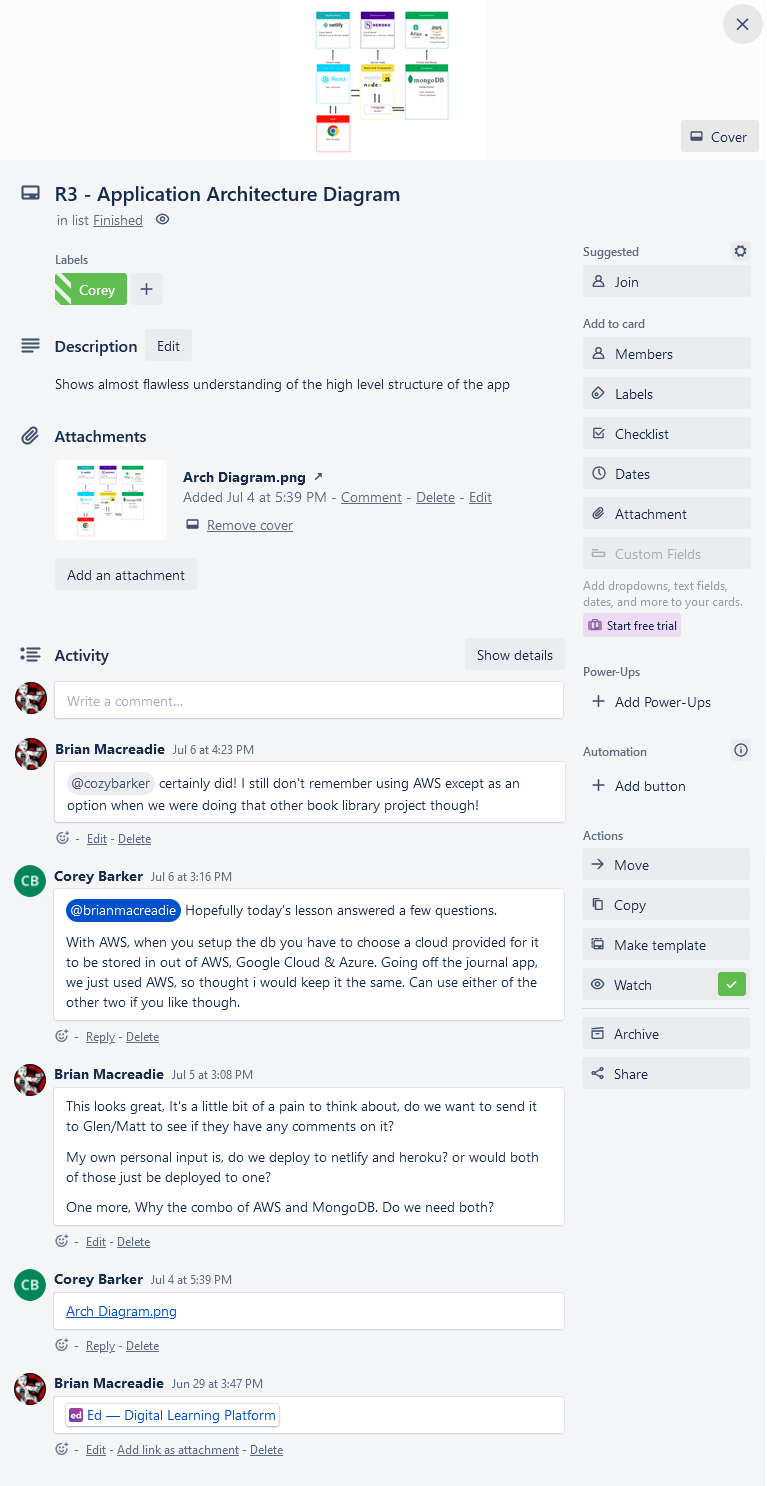 netlify
HEROKU
Atlas
aws
React
node
JS
mongoDB
Cover
R3 - Application Architecture Diagram
in list Finished
Labels
Corey
Description Edit
Shows almost flawless understanding of the high level structure of the app
Attachments
Arch Diagram.png
Added Jul 4 at 5:39 PM - Comment - Delete - Edit
Remove cover
Add an attachment
Activity Show details
Write a comment...
Brian Macreadie Jul 6 at 4:23 PM
@cozybarker certainly did! I still don't remember using AWS except as an
option when we were doing that other book library project though!
- Edit - Delete
CB Corey Barker Jul 6 at 3:16 PM
@brianmacreadie Hopefully today's lesson answered a few questions.
With AWS, when you setup the db you have to choose a cloud provided for it
to be stored in out of AWS, Google Cloud & Azure. Going off the journal app,
we just used AWS, so thought i would keep it the same. Can use either of the
other two if you like though.
- Reply - Delete
Brian Macreadie Jul 5 at 3:08 PM
This looks great, It's a little bit of a pain to think about, do we want to send it
to Glen/Matt to see if they have any comments on it?
My own personal input is, do we deploy to netlify and heroku? or would both
of those just be deployed to one?
One more, Why the combo of AWS and MongoDB. Do we need both?
- Edit - Delete
CB Corey Barker Jul 4 at 5:39 PM
Arch Diagram.png
- Reply - Delete
Brian Macreadie Jun 29 at 3:47 PM
ed Ed — Digital Learning Platform
- Edit - Add link as attachment - Delete
Suggested
Join
Add to card
Members
Labels
Checklist
Dates
Attachment
Custom Fields
Add dropdowns, text fields,
dates, and more to your cards.
Start free trial
Power-Ups
Add Power-Ups
Automation
Add button
Actions
Move
Copy
Make template
Watch
Archive
Share